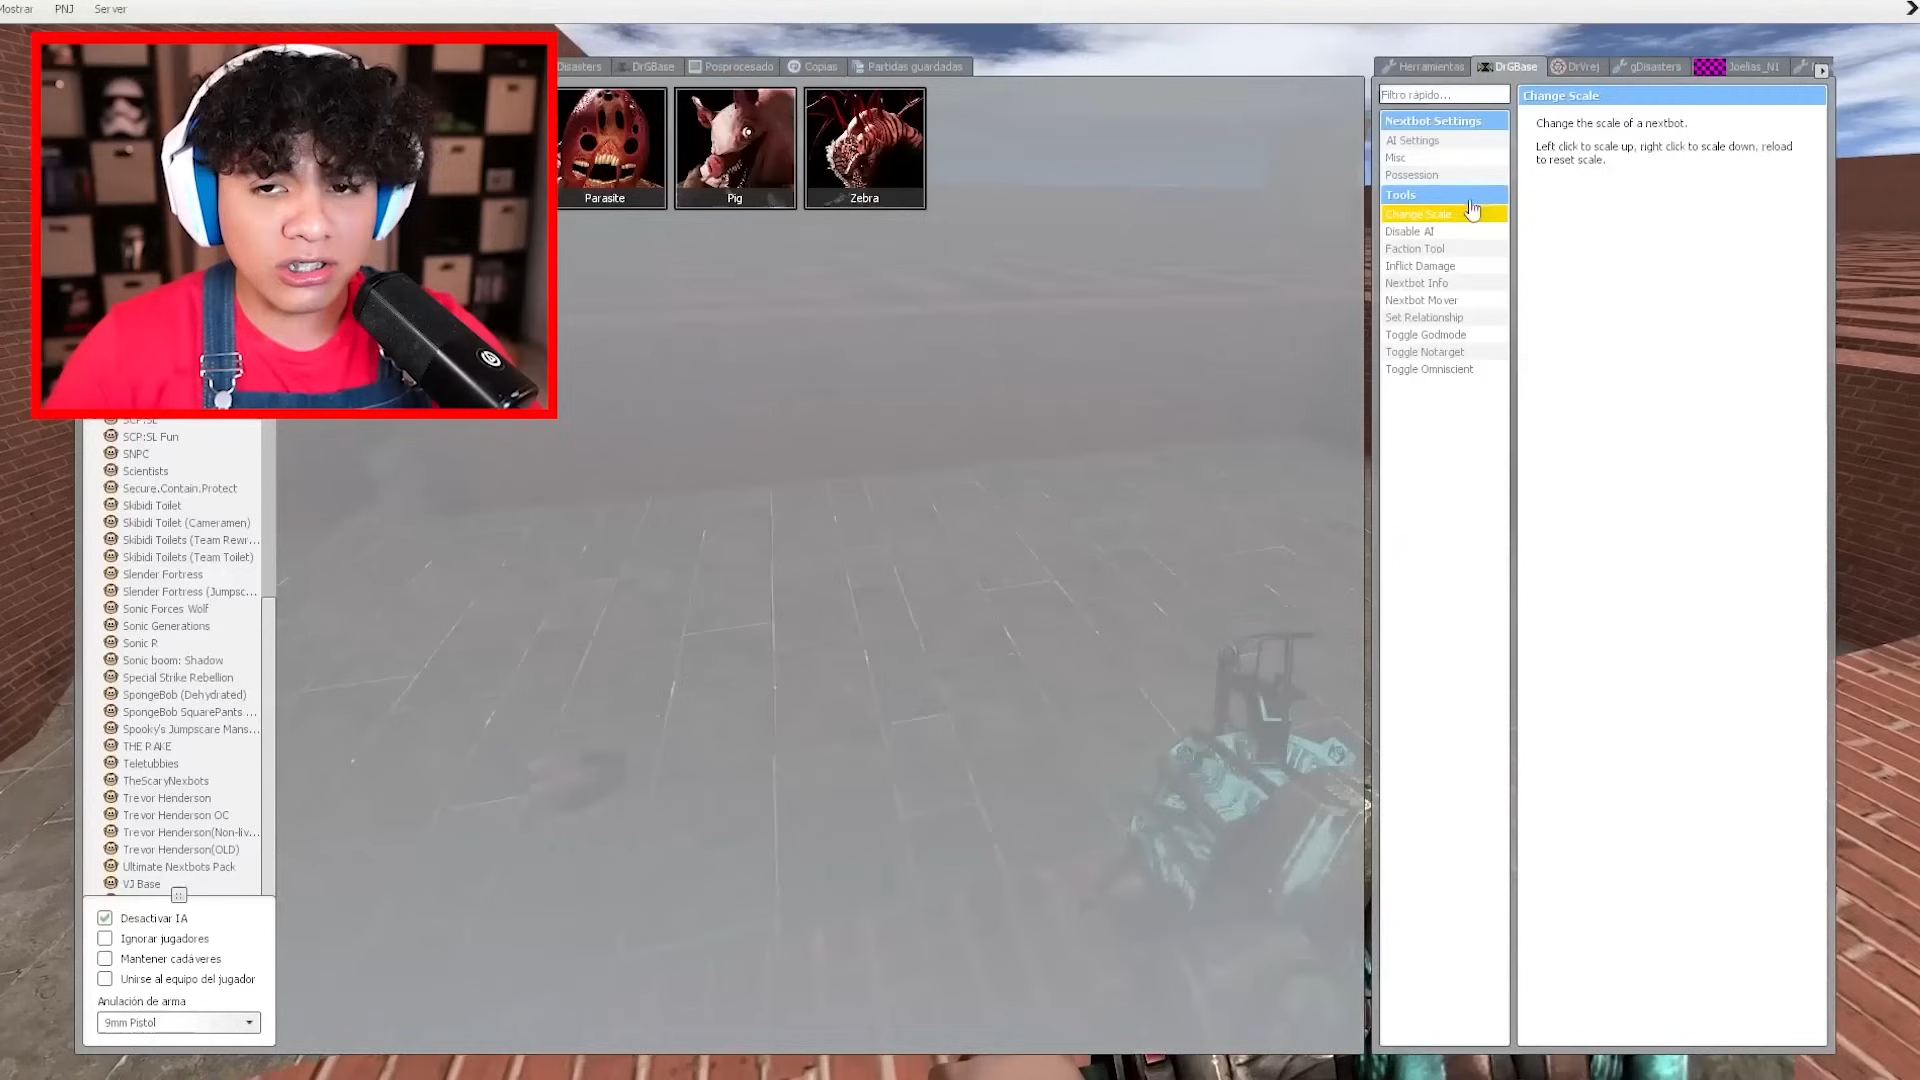 Mostrar PNJ Server
Disasters DrGBase Posprocesado Copias Partidas guardadas
Herramientas DrGBase DrVrej gDisasters Joelias_N1
Parasite Pig Zebra
SCP:SL
SCP:SL Fun
SNPC
Scientists
Secure.Contain.Protect
Skibidi Toilet
Skibidi Toilet (Cameramen)
Skibidi Toilets (Team Rewr...
Skibidi Toilets (Team Toilet)
Slender Fortress
Slender Fortress (Jumpsc...
Sonic Forces Wolf
Sonic Generations
Sonic R
Sonic boom: Shadow
Special Strike Rebellion
SpongeBob (Dehydrated)
SpongeBob SquarePants ...
Spooky's Jumpscare Mans...
THE RAKE
Teletubbies
TheScaryNexbots
Trevor Henderson
Trevor Henderson OC
Trevor Henderson(Non-liv...
Trevor Henderson(OLD)
Ultimate Nextbots Pack
VJ Base
Desactivar IA
Ignorar jugadores
Mantener cadáveres
Unirse al equipo del jugador
Anulación de arma
9mm Pistol
Filtro rápido...
Nextbot Settings
AI Settings
Misc
Possession
Tools
Change Scale
Disable AI
Faction Tool
Inflict Damage
Nextbot Info
Nextbot Mover
Set Relationship
Toggle Godmode
Toggle Notarget
Toggle Omniscient
Change Scale
Change the scale of a nextbot.
Left click to scale up, right click to scale down, reload
to reset scale.